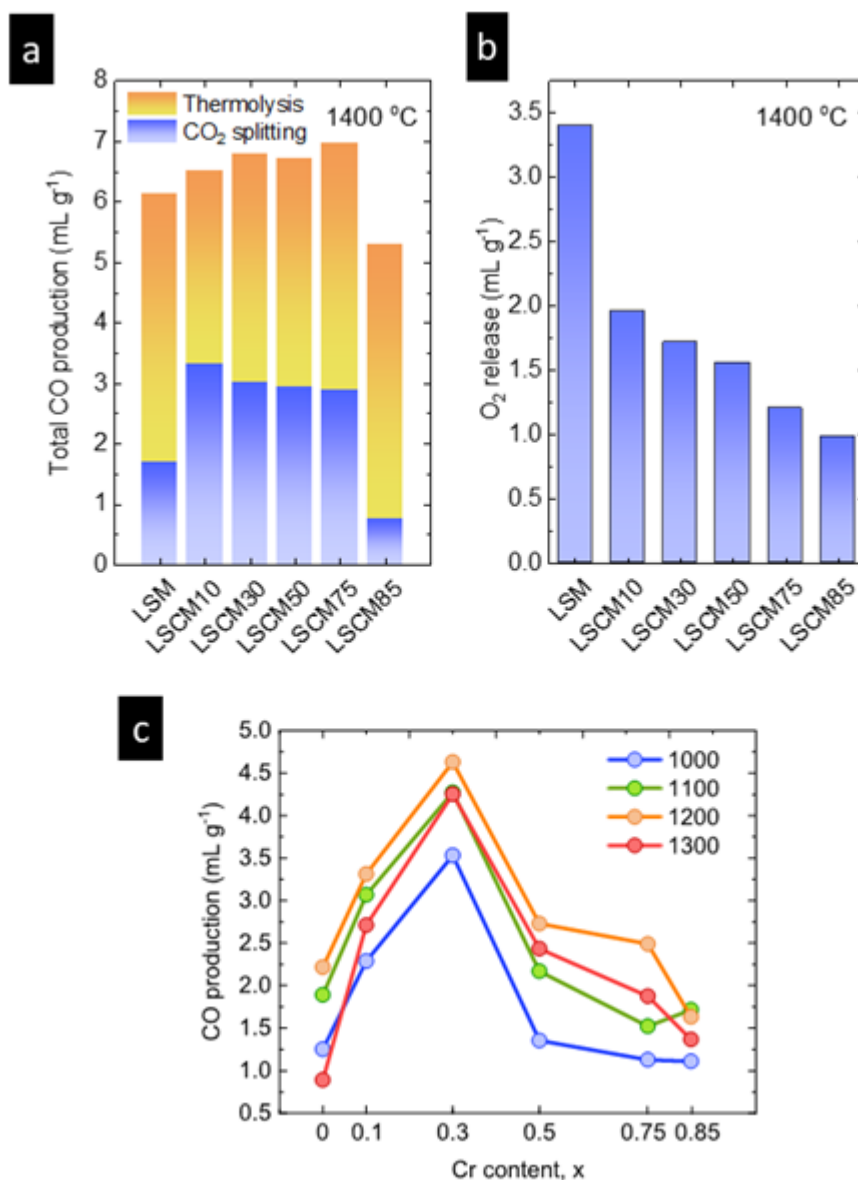 a
8
7
6
5
4
3
2
1
0
Total CO production (mL g⁻¹)
Thermolysis
CO₂ splitting
1400 ºC
LSM
LSCM10
LSCM30
LSCM50
LSCM75
LSCM85
b
3.5
3.0
2.5
2.0
1.5
1.0
0.5
0.0
O₂ release (mL g⁻¹)
1400 ºC
LSM
LSCM10
LSCM30
LSCM50
LSCM75
LSCM85
c
5.0
4.5
4.0
3.5
3.0
2.5
2.0
1.5
1.0
0.5
CO production (mL g⁻¹)
1000
1100
1200
1300
0 0.1 0.3 0.5 0.75 0.85
Cr content, x